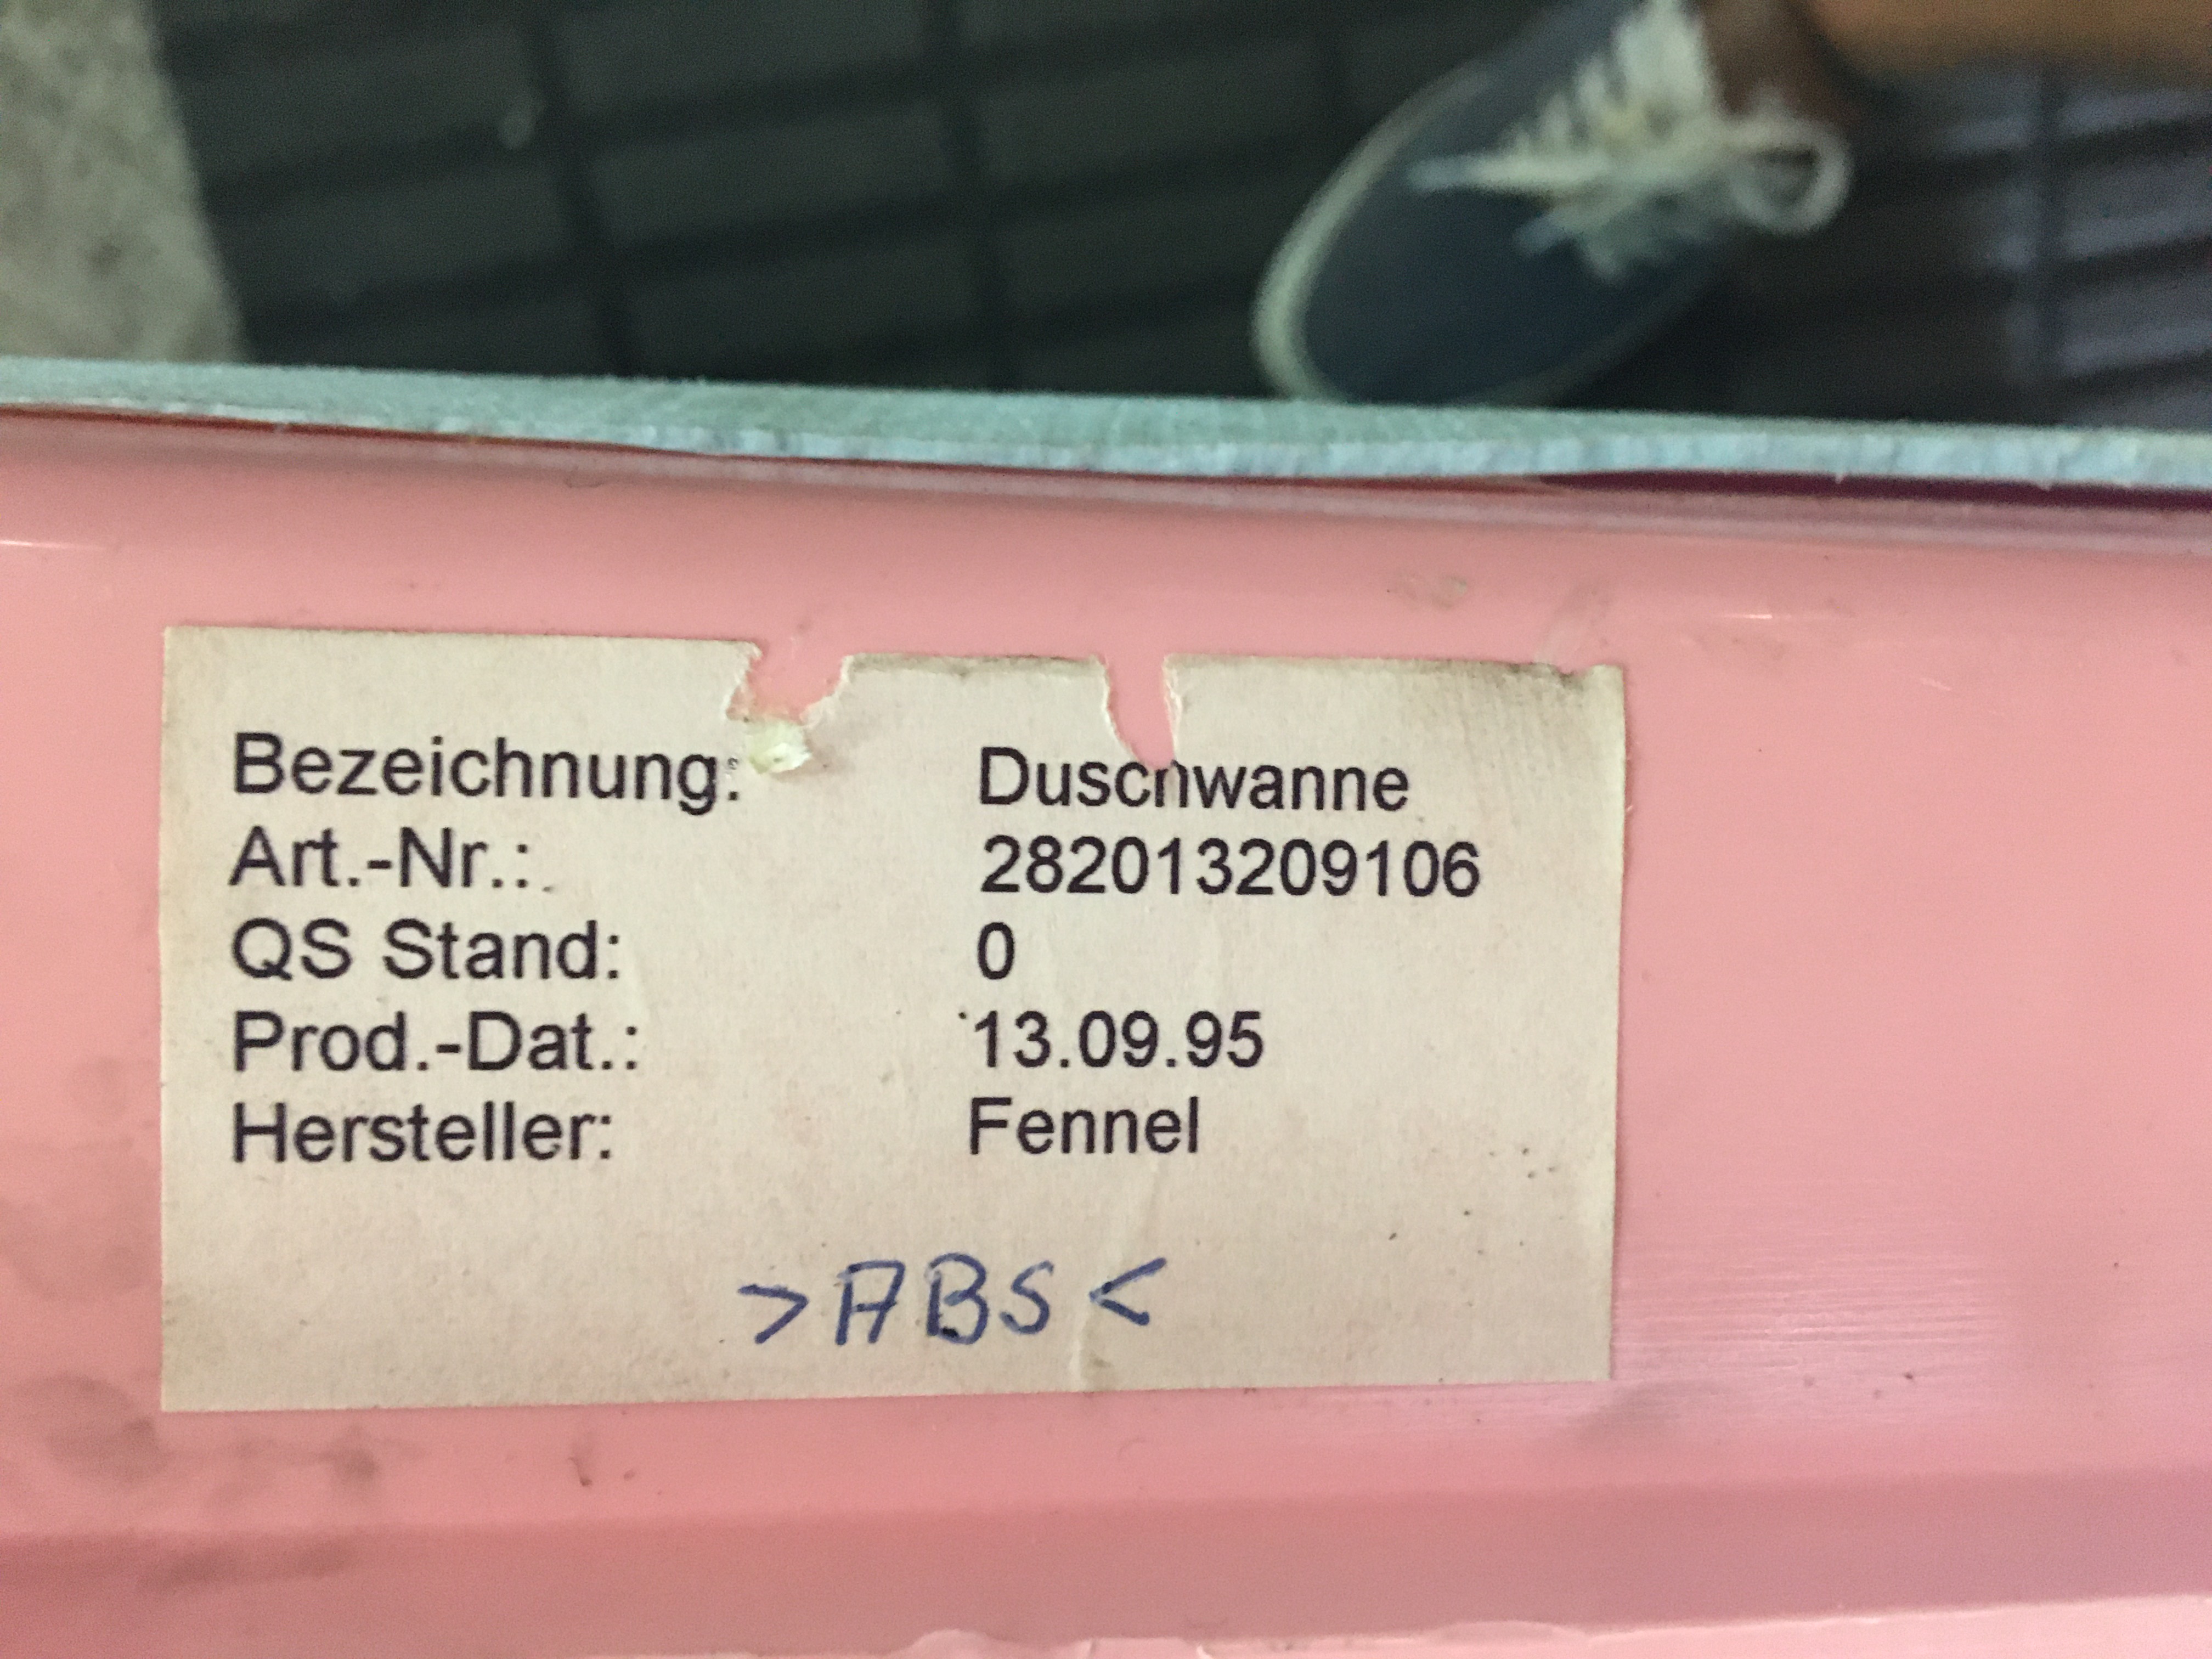 Bezeichnung: Duschwanne
Art.-Nr.: 282013209106
QS Stand: 0
Prod.-Dat.: 13.09.95
Hersteller: Fennel
>ABS<